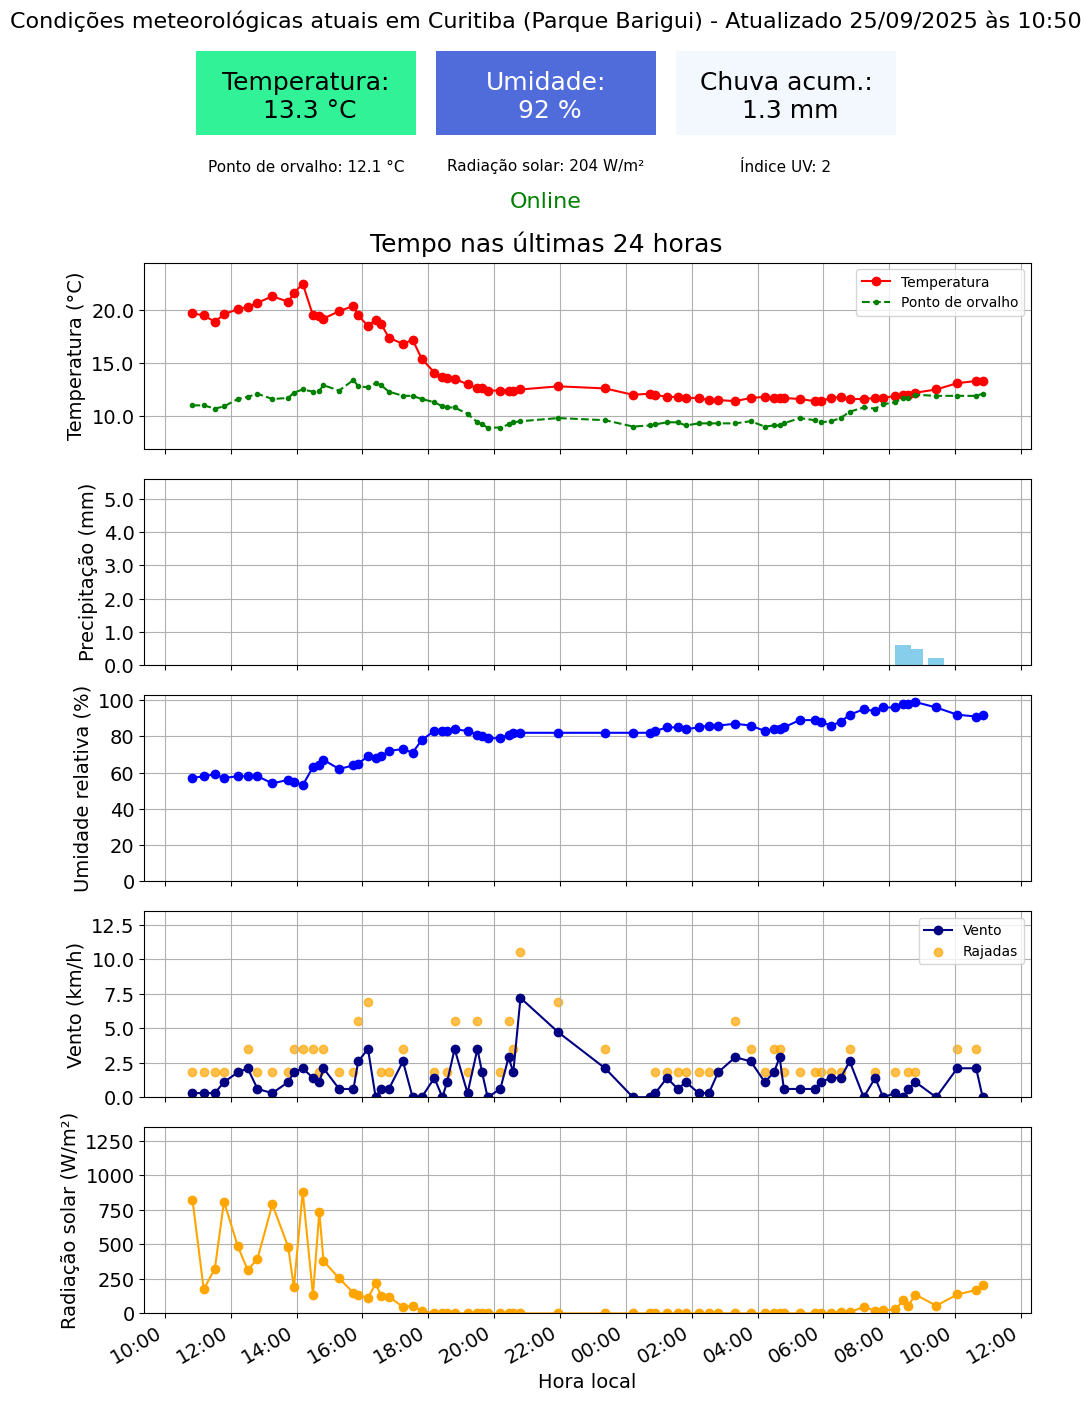 Condições meteorológicas atuais em Curitiba (Parque Barigui) - Atualizado 25/09/2025 às 10:50
Temperatura:
13.3 °C
Umidade:
92 %
Chuva acum.:
1.3 mm
Ponto de orvalho: 12.1 °C
Radiação solar: 204 W/m²
Índice UV: 2
Online
Tempo nas últimas 24 horas
Temperatura (°C)
20.0
15.0
10.0
Temperatura
Ponto de orvalho
Precipitação (mm)
5.0
4.0
3.0
2.0
1.0
0.0
Umidade relativa (%)
100
80
60
40
20
0
Vento (km/h)
12.5
10.0
7.5
5.0
2.5
0.0
Vento
Rajadas
Radiação solar (W/m²)
1250
1000
750
500
250
0
10:00
12:00
14:00
16:00
18:00
20:00
22:00
00:00
02:00
04:00
06:00
08:00
10:00
12:00
Hora local